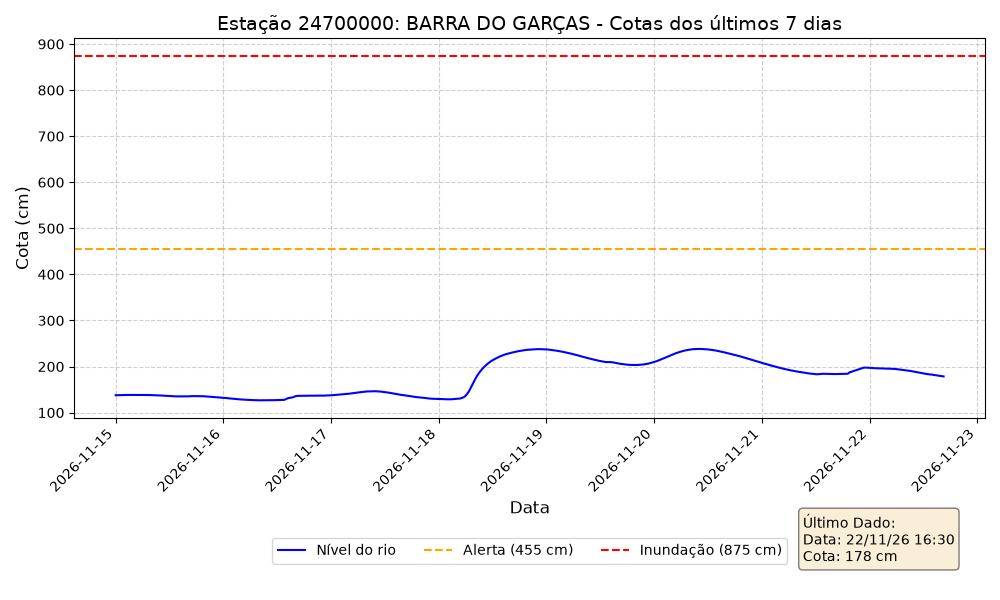 Estação 24700000: BARRA DO GARÇAS - Cotas dos últimos 7 dias
Cota (cm)
900
800
700
600
500
400
300
200
100
2026-11-15
2026-11-16
2026-11-17
2026-11-18
2026-11-19
2026-11-20
2026-11-21
2026-11-22
2026-11-23
Data
Nível do rio
Alerta (455 cm)
Inundação (875 cm)
Último Dado:
Data: 22/11/26 16:30
Cota: 178 cm